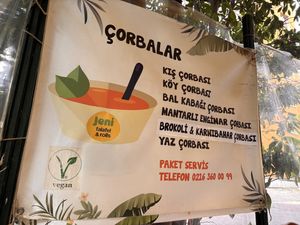 ÇORBALAR
KIŞ ÇORBASI
KÖY ÇORBASI
BAL KABAĞI ÇORBASI
MANTARLI ENGİNAR ÇORBASI
BROKOLİ & KARNIBAHAR ÇORBASI
YAZ ÇORBASI
jeni
falafel
& rolls
PAKET SERVİS
TELEFON 0216 360 00 99
V
vegan